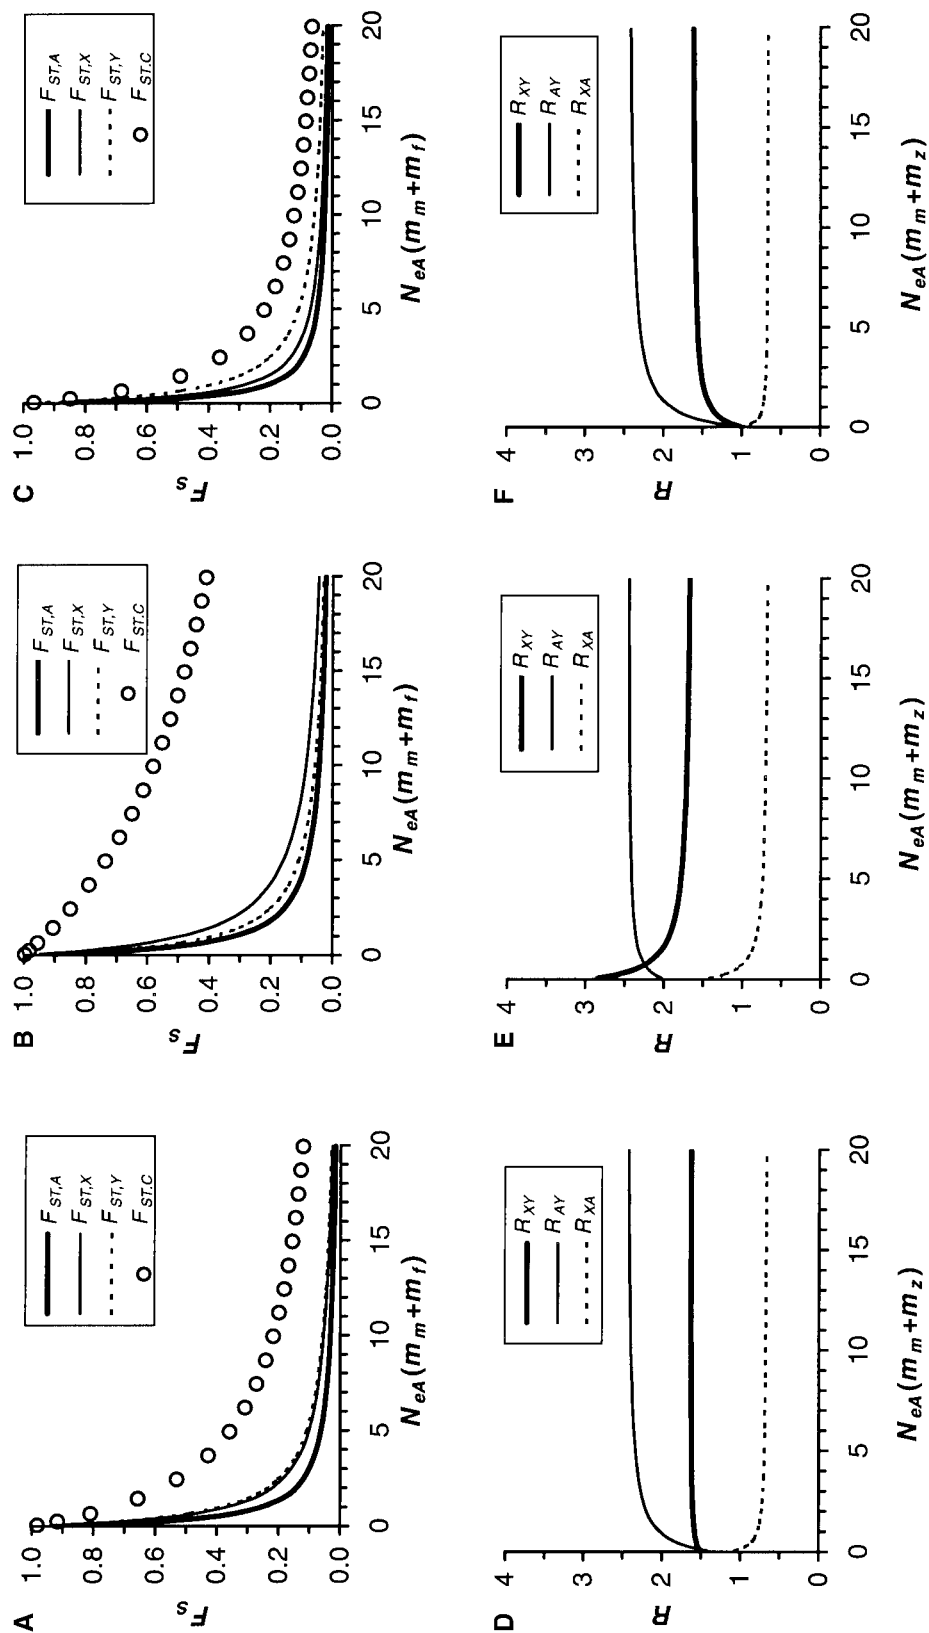 A
1.0
0.8
0.6
0.4
0.2
0.0
F_S
0 5 10 15 20
N_eA(m_m+m_f)
F_ST,A
F_ST,X
F_ST,Y
F_ST.C
B
1.0
0.8
0.6
0.4
0.2
0.0
F_S
0 5 10 15 20
N_eA(m_m+m_f)
F_ST,A
F_ST,X
F_ST,Y
F_ST.C
C
1.0
0.8
0.6
0.4
0.2
0.0
F_S
0 5 10 15 20
N_eA(m_m+m_f)
F_ST,A
F_ST,X
F_ST,Y
F_ST.C
D
4
3
2
1
0
R
0 5 10 15 20
N_eA(m_m+m_z)
R_XY
R_AY
R_XA
E
4
3
2
1
0
R
0 5 10 15 20
N_eA(m_m+m_z)
R_XY
R_AY
R_XA
F
4
3
2
1
0
R
0 5 10 15 20
N_eA(m_m+m_z)
R_XY
R_AY
R_XA